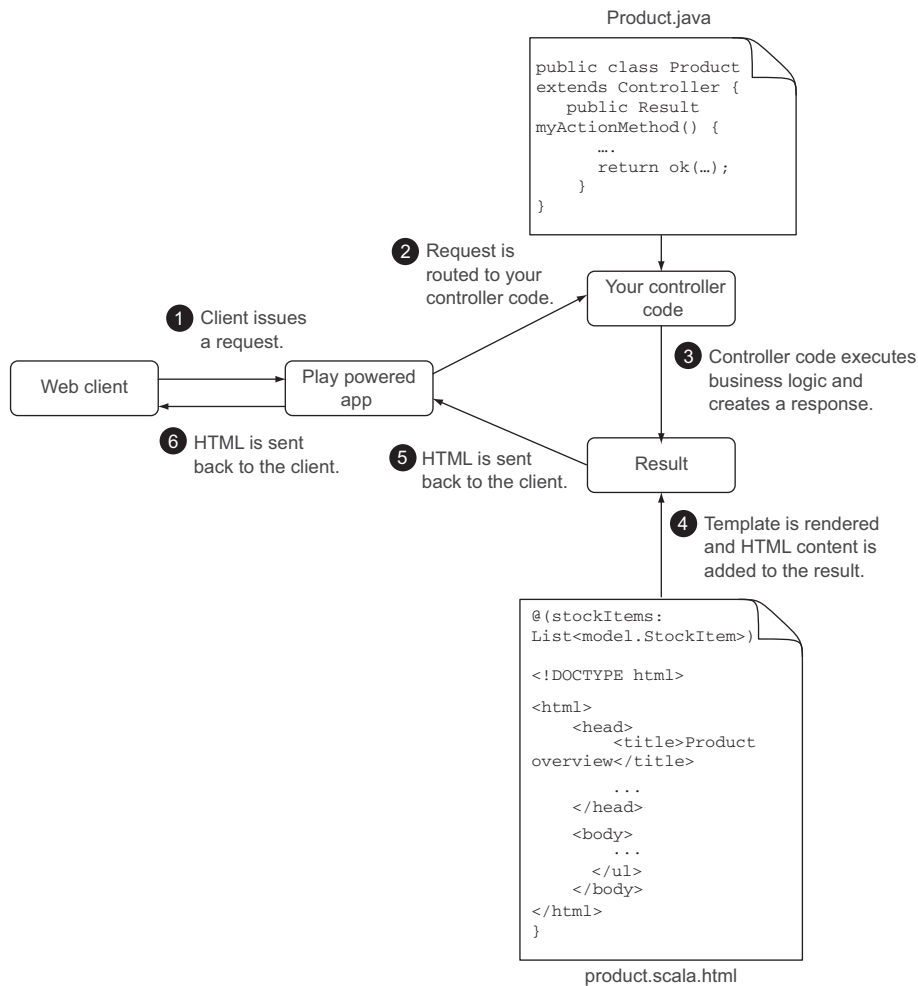 Product.java
public class Product
extends Controller {
public Result
myActionMethod() {
….
return ok(…);
}
}
2 Request is
routed to your
controller code.
Your controller
code
1 Client issues
a request.
3 Controller code executes
business logic and
creates a response.
Web client
Play powered
app
6 HTML is sent
back to the client.
5 HTML is sent
back to the client.
Result
4 Template is rendered
and HTML content is
added to the result.
@(stockItems:
List<model.StockItem>)
<!DOCTYPE html>
<html>
<head>
<title>Product
overview</title>
...
</head>
<body>
...
</ul>
</body>
</html>
}
product.scala.html